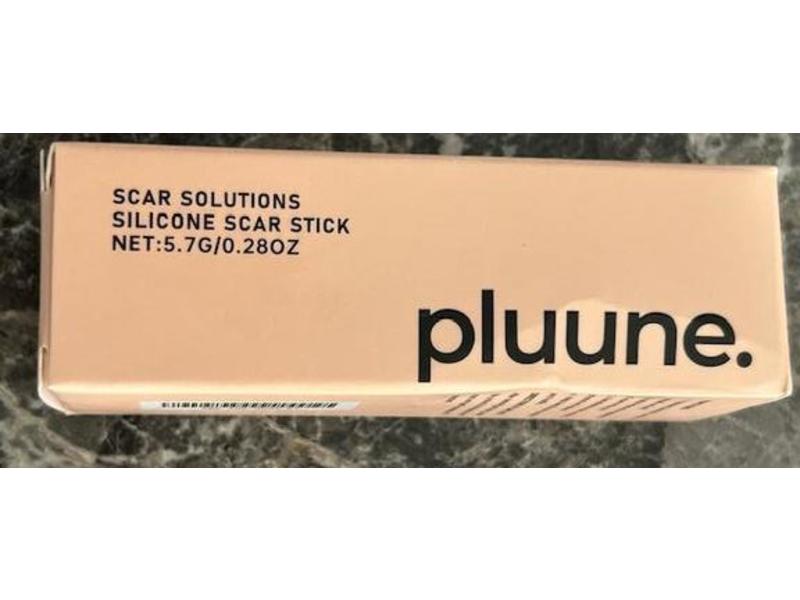 SCAR SOLUTIONS
SILICONE SCAR STICK
NET:5.7G/0.28OZ
pluune.